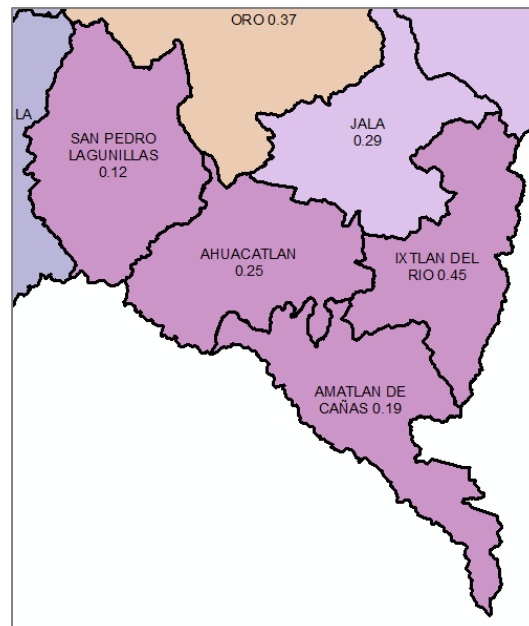 ORO 0.37
LA
SAN PEDRO
LAGUNILLAS
0.12
JALA
0.29
AHUACATLAN
0.25
IXTLAN DEL
RIO 0.45
AMATLAN DE
CAÑAS 0.19